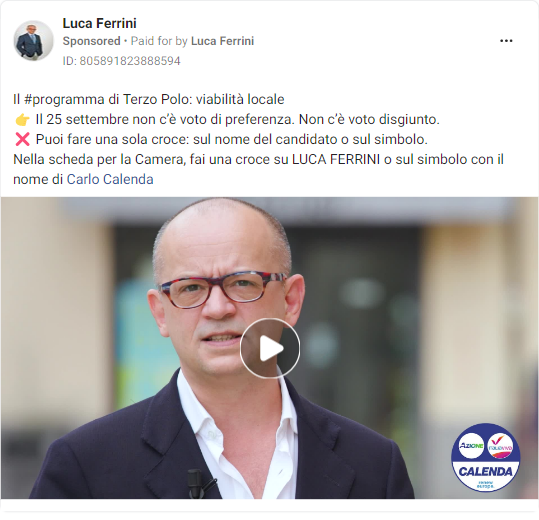 Luca Ferrini
Sponsored • Paid for by Luca Ferrini
ID: 805891823888594
Il #programma di Terzo Polo: viabilità locale
👉 Il 25 settembre non c'è voto di preferenza. Non c'è voto disgiunto.
❌ Puoi fare una sola croce: sul nome del candidato o sul simbolo.
Nella scheda per la Camera, fai una croce su LUCA FERRINI o sul simbolo con il
nome di Carlo Calenda
AZIONE
ITALIA VIVA
CALENDA
renew
europe.